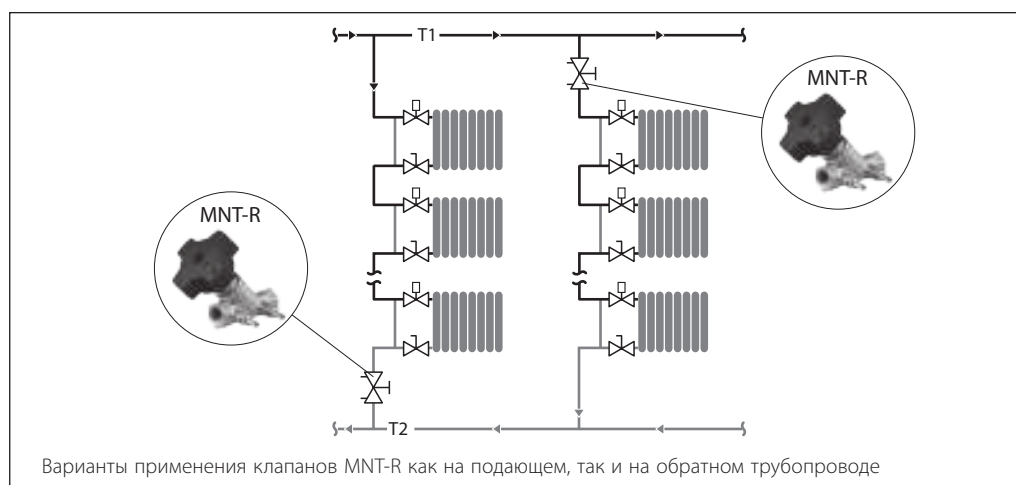 T1
MNT-R
MNT-R
T2
Варианты применения клапанов MNT-R как на подающем, так и на обратном трубопроводе